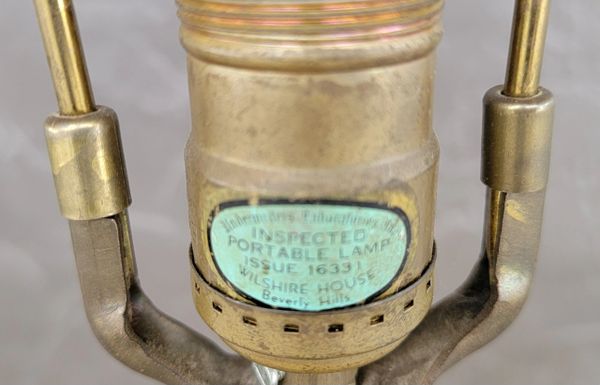 Underwriters' Laboratories Inc.
INSPECTED
PORTABLE LAMP
ISSUE 16331
WILSHIRE HOUSE
Beverly Hills